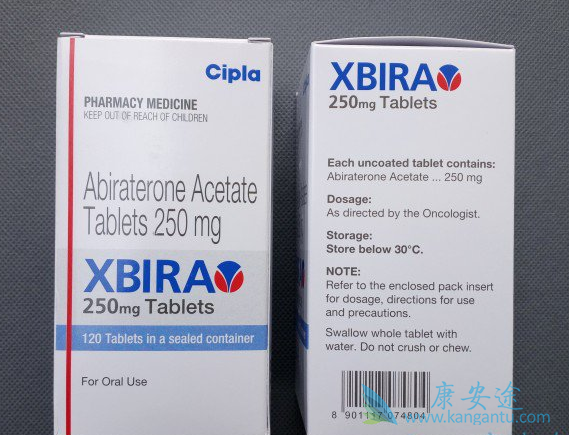 Cipla
PHARMACY MEDICINE
KEEP OUT OF REACH OF CHILDREN
Abiraterone Acetate
Tablets 250 mg
XBIRA
250mg Tablets
120 Tablets in a sealed container
For Oral Use
XBIRA
250mg Tablets
Each uncoated tablet contains:
Abiraterone Acetate ... 250 mg
Dosage:
As directed by the Oncologist.
Storage:
Store below 30°C.
NOTE:
Refer to the enclosed pack insert
for dosage, directions for use
and precautions.
Swallow whole tablet with
water. Do not crush or chew.
8 901117 074804
康安途
www.kangantu.com